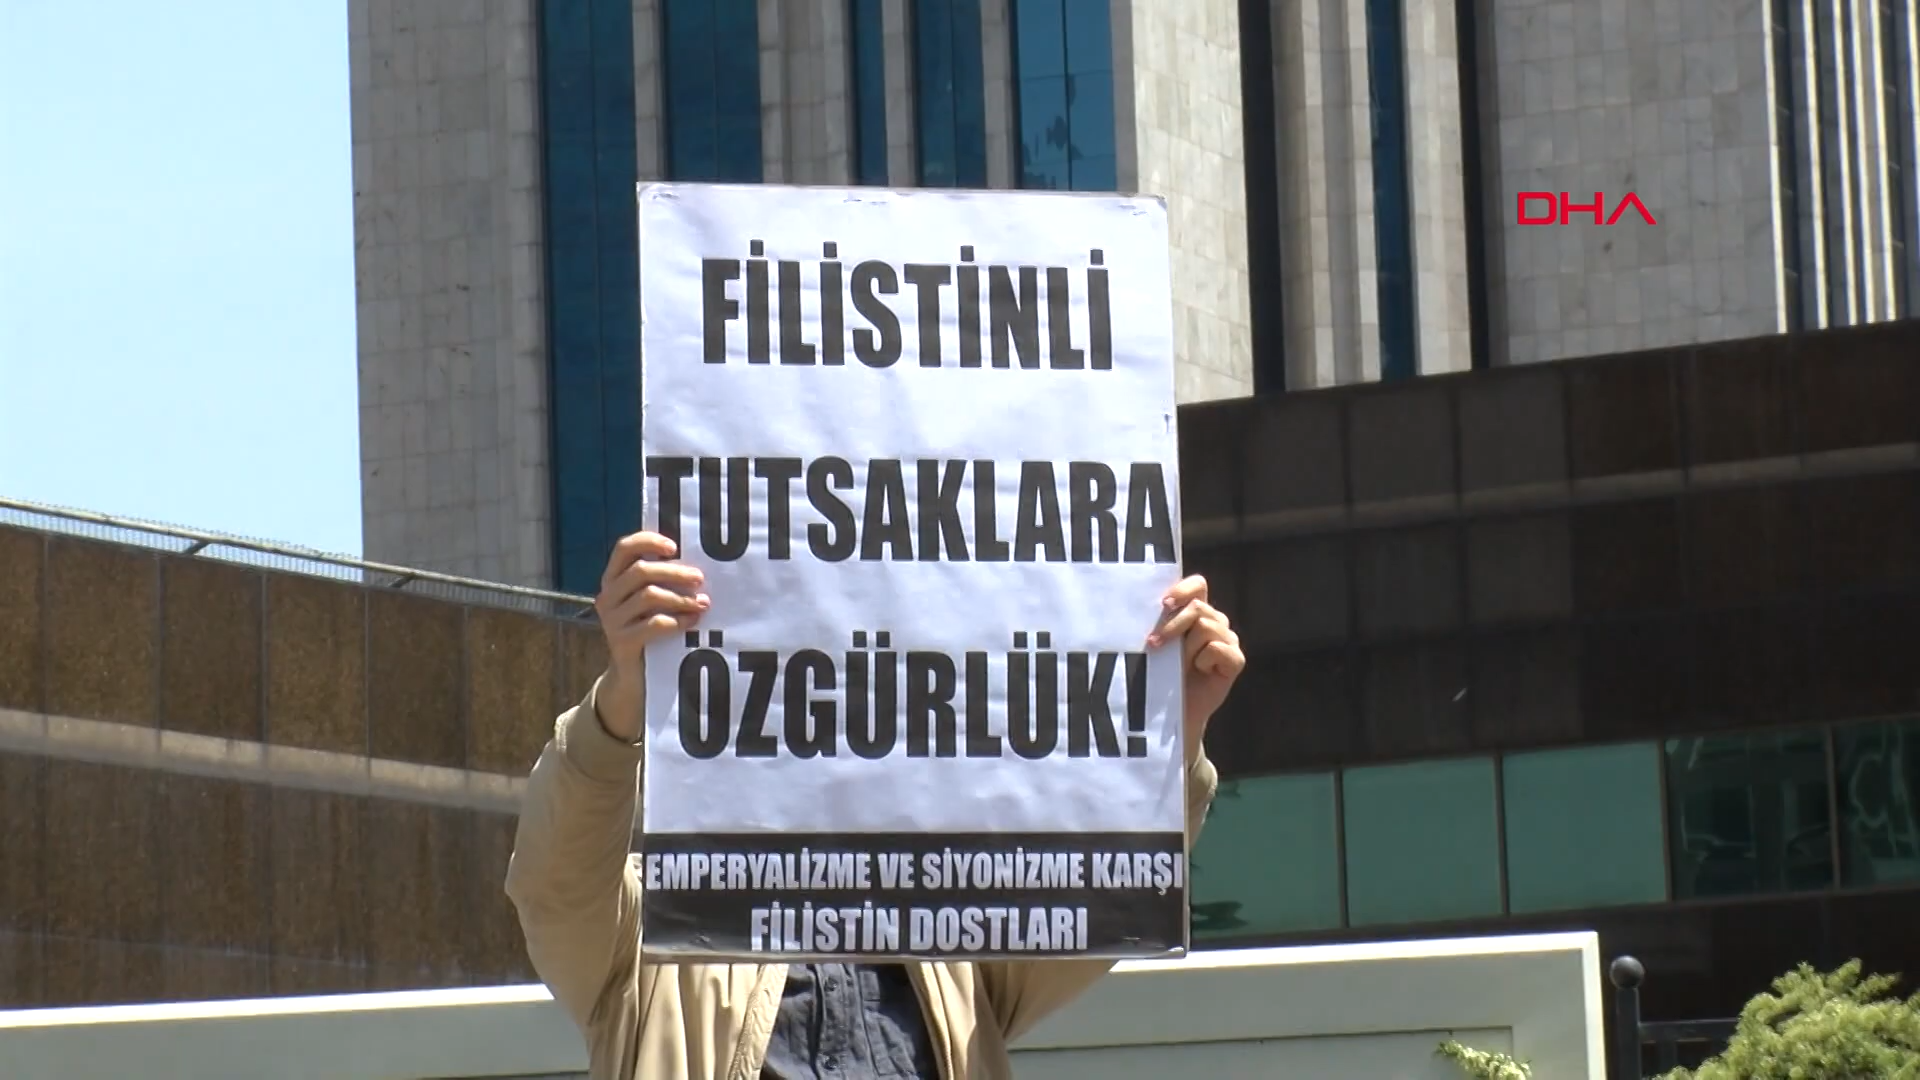 DHA
FİLİSTİNLİ
TUTSAKLARA
ÖZGÜRLÜK!
EMPERYALİZME VE SİYONİZME KARŞI
FİLİSTİN DOSTLARI